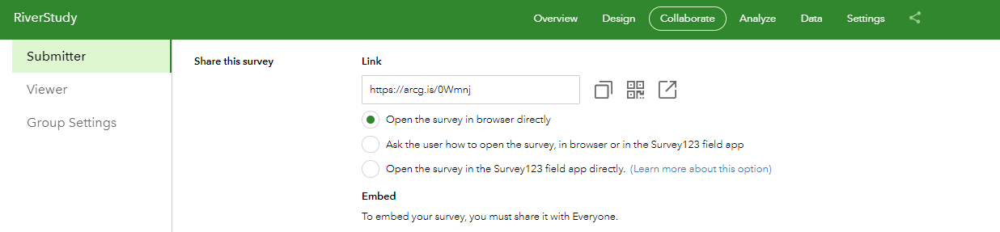 RiverStudy
Overview Design Collaborate Analyze Data Settings
Submitter
Viewer
Group Settings
Share this survey
Link
https://arcg.is/0Wmnj
Open the survey in browser directly
Ask the user how to open the survey, in browser or in the Survey123 field app
Open the survey in the Survey123 field app directly. (Learn more about this option)
Embed
To embed your survey, you must share it with Everyone.